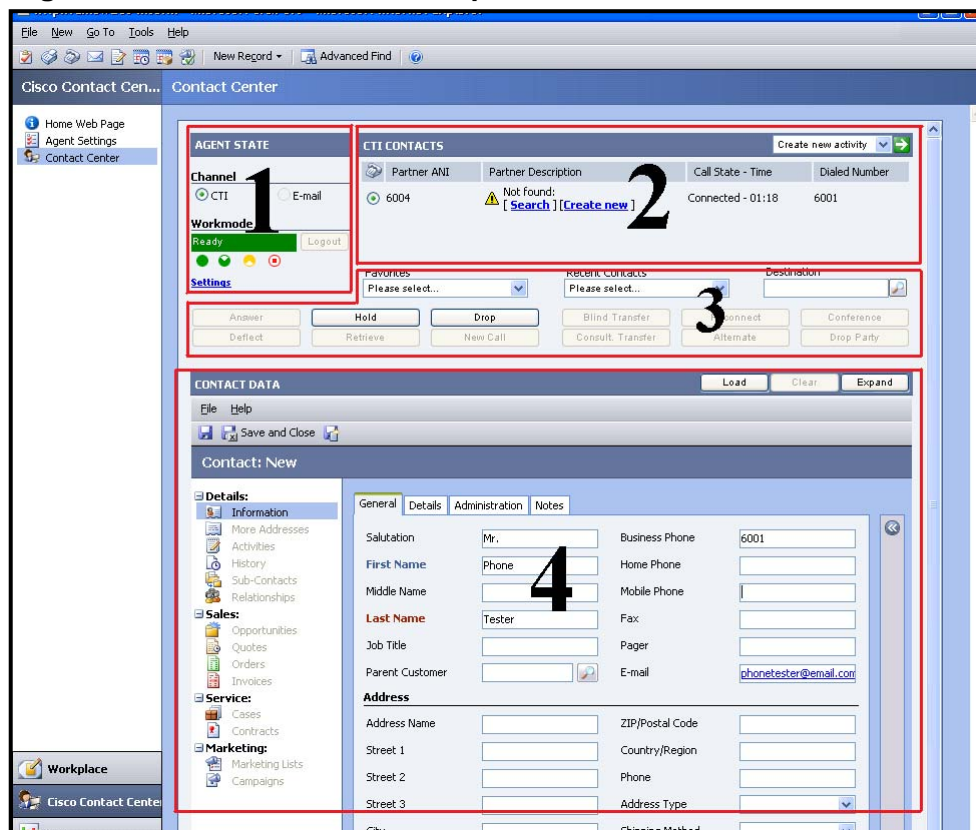 File New Go To Tools Help
New Record Advanced Find
Cisco Contact Cen... Contact Center
Home Web Page
Agent Settings
Contact Center
AGENT STATE
Channel
CTI E-mail
Workmode
Ready Logout
Settings
1
CTI CONTACTS Create new activity
Partner ANI Partner Description Call State - Time Dialed Number
6004 Not found: Connected - 01:18 6001
[ Search ] [Create new ]
2
Favorites Recent Contacts Destination
Please select... Please select...
3
Answer Hold Drop Blind Transfer Conference
Deflect Retrieve New Call Consult. Transfer Alternate Drop Party
CONTACT DATA Load Clear Expand
File Help
Save and Close
Contact: New
Details:
Information
More Addresses
Activities
History
Sub-Contacts
Relationships
Sales:
Opportunities
Quotes
Orders
Invoices
Service:
Cases
Contracts
Marketing:
Marketing Lists
Campaigns
General Details Administration Notes
Salutation Mr. Business Phone 6001
First Name Phone Home Phone
Middle Name Mobile Phone
4
Last Name Tester Fax
Job Title Pager
Parent Customer E-mail phonetester@email.com
Address
Address Name ZIP/Postal Code
Street 1 Country/Region
Street 2 Phone
Street 3 Address Type
City Shipping Method
Workplace
Cisco Contact Cente